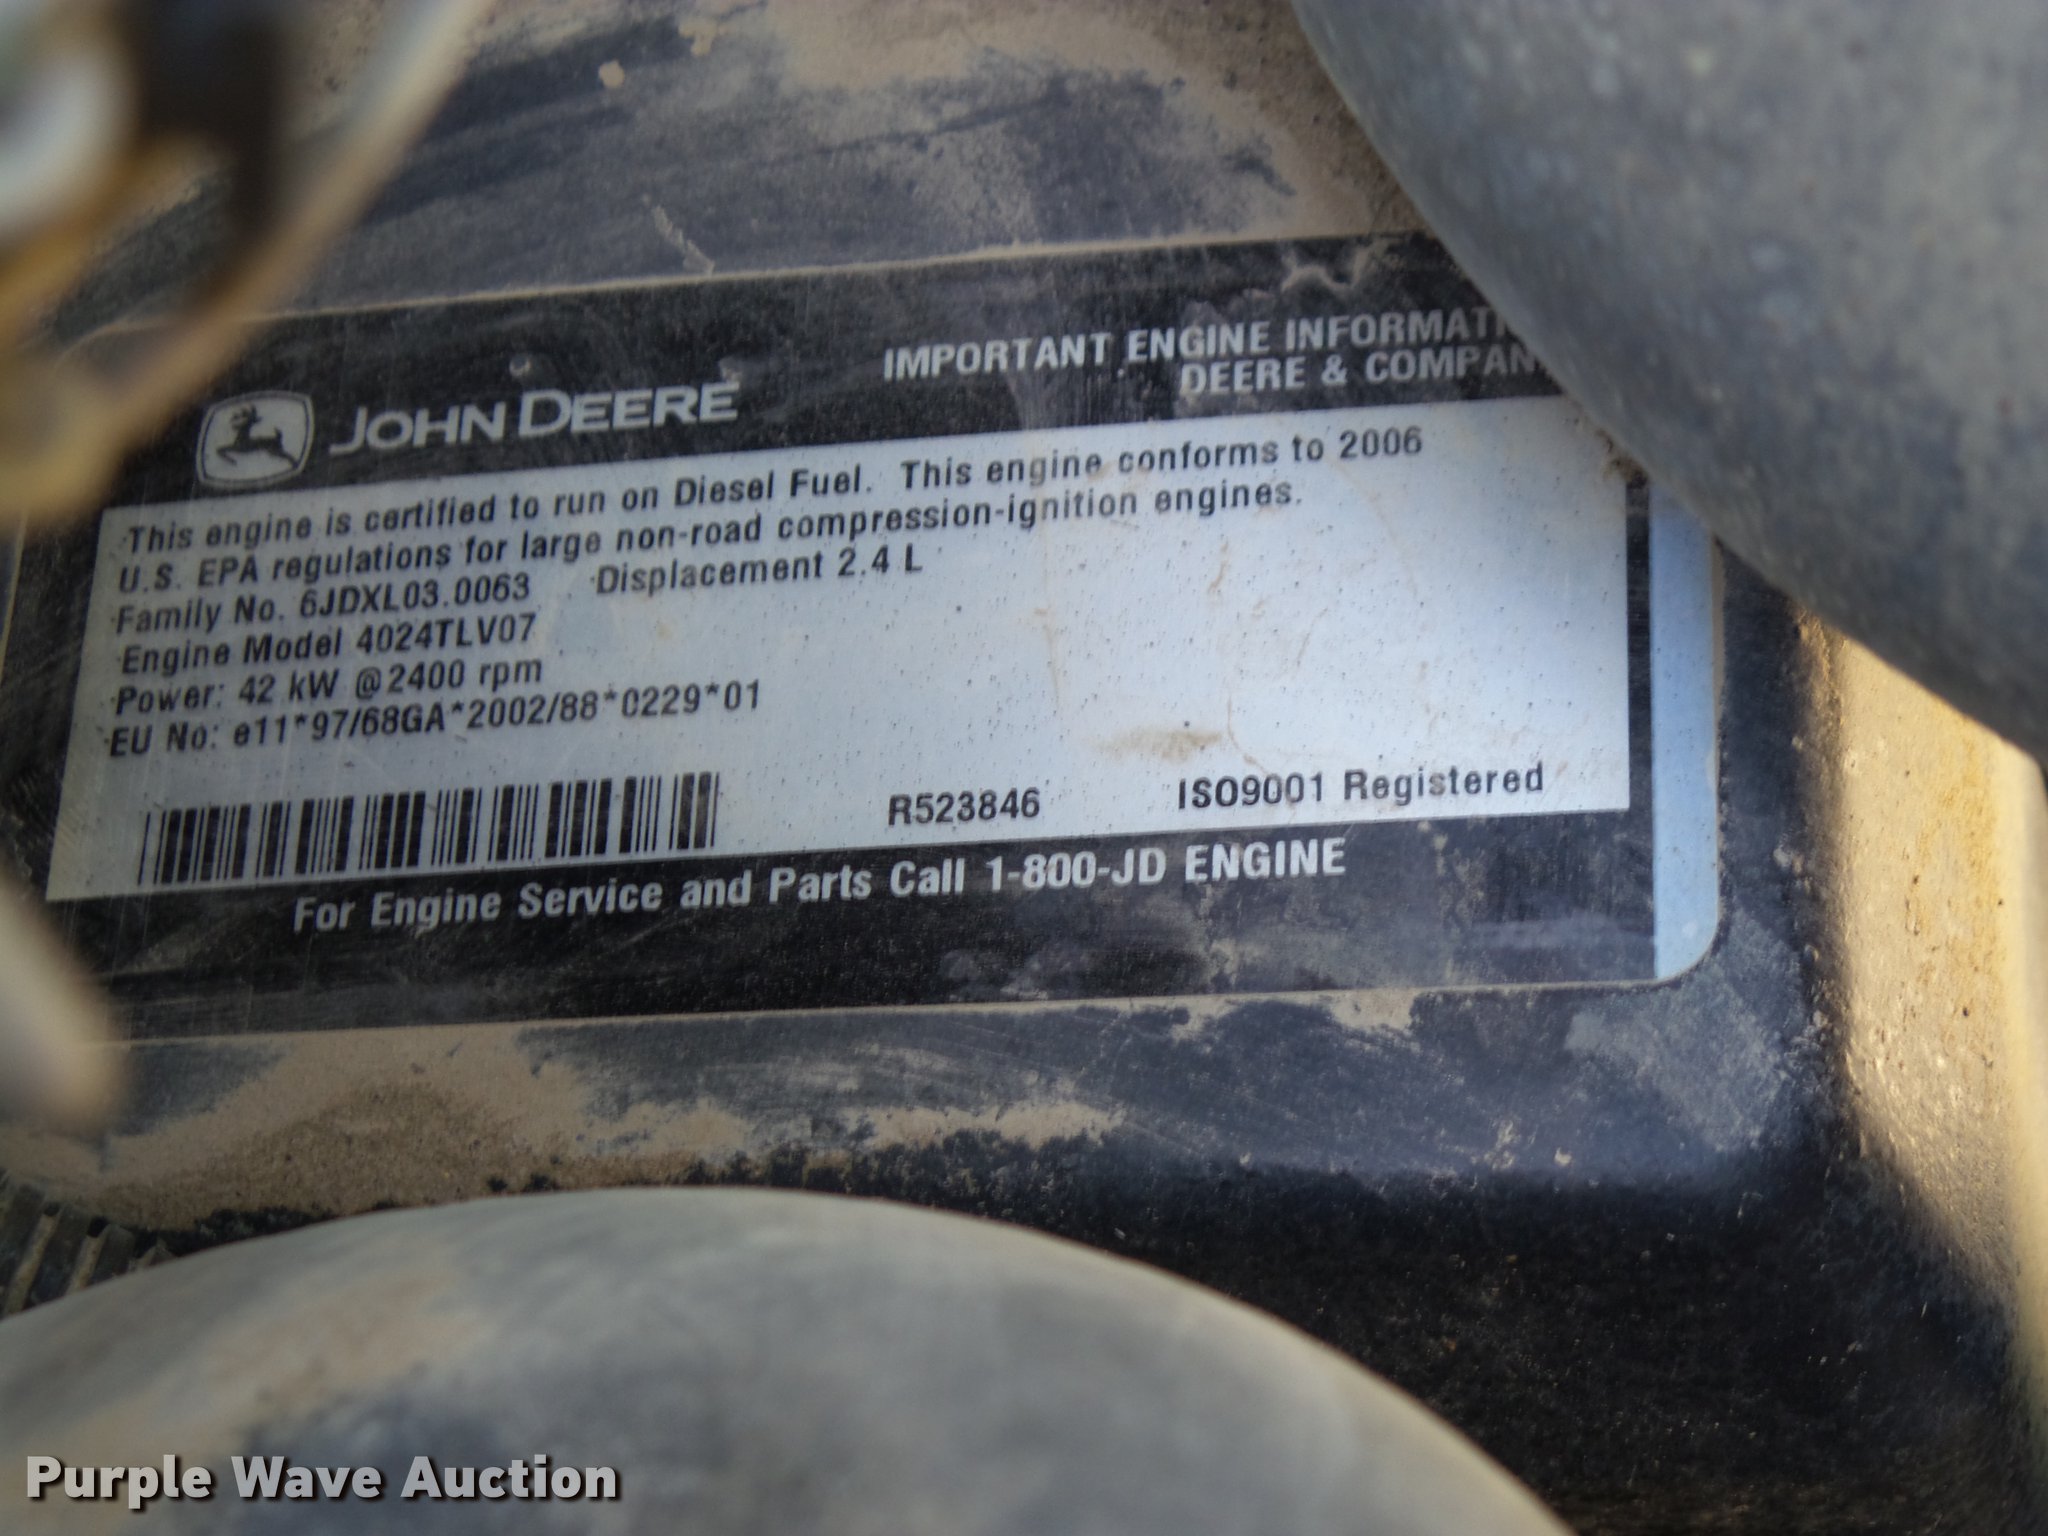 IMPORTANT ENGINE
DEERE &
JOHN DEERE
This engine is certified to run on Diesel Fuel. This engine conforms to 2006
U.S. EPA regulations for large non-road compression-ignition engines.
Family No. 6JDXL03.0063 Displacement 2.4 L
Engine Model 4024TLV07
Power: 42 kW @2400 rpm
EU No: e11*97/68GA*2002/88*0229*01
R523846 ISO9001 Registered
For Engine Service and Parts Call 1-800-JD ENGINE
Purple Wave Auction